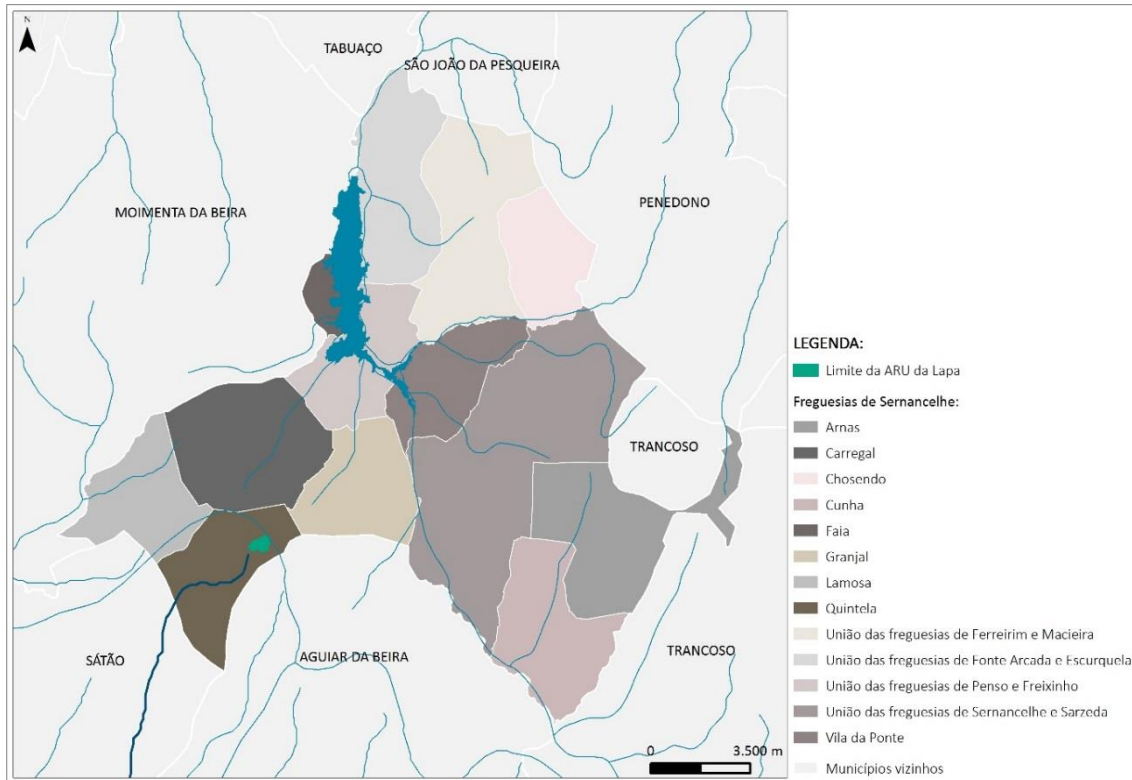 N
TABUAÇO
SÃO JOÃO DA PESQUEIRA
MOIMENTA DA BEIRA
PENEDONO
TRANCOSO
SÁTÃO
AGUIAR DA BEIRA
TRANCOSO
0 3.500 m
LEGENDA:
Limite da ARU da Lapa
Freguesias de Sernancelhe:
Arnas
Carregal
Chosendo
Cunha
Faia
Granjal
Lamosa
Quintela
União das freguesias de Ferreirim e Macieira
União das freguesias de Fonte Arcada e Escurquela
União das freguesias de Penso e Freixinho
União das freguesias de Sernancelhe e Sarzeda
Vila da Ponte
Municípios vizinhos